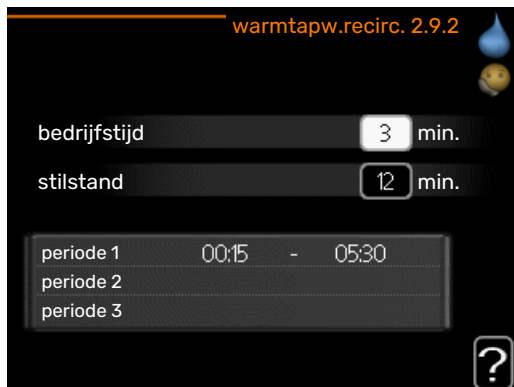 warmtapw.recirc. 2.9.2
bedrijfstijd 3 min.
stilstand 12 min.
periode 1 00:15 - 05:30
periode 2
periode 3
?